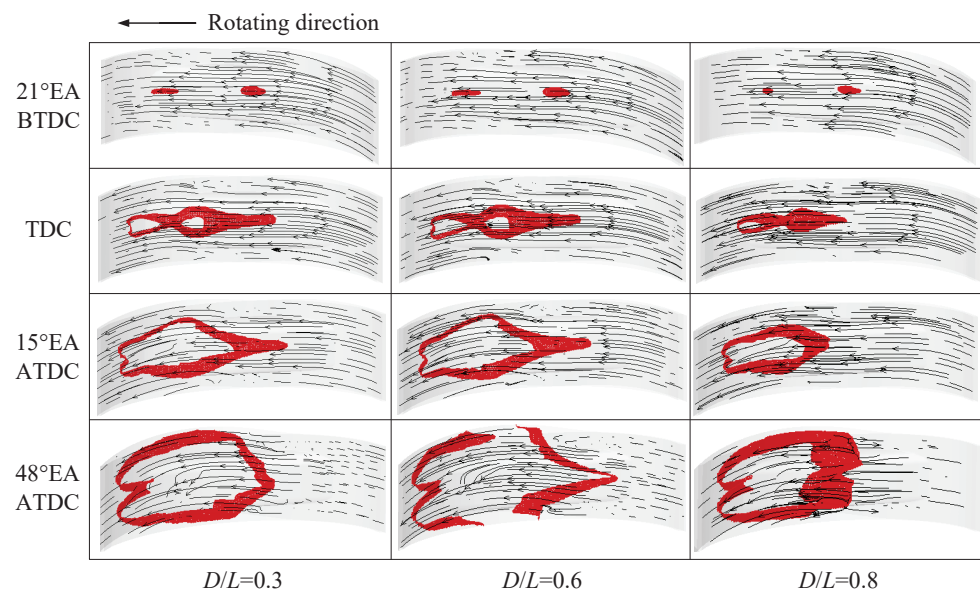 Rotating direction
21°EA
BTDC
TDC
15°EA
ATDC
48°EA
ATDC
D/L=0.3
D/L=0.6
D/L=0.8